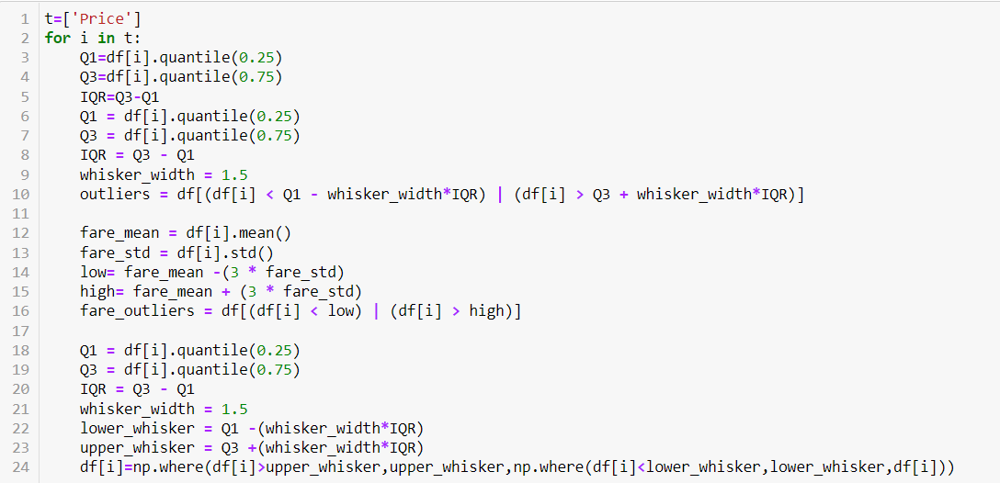 1 t=['Price']
2 for i in t:
3     Q1=df[i].quantile(0.25)
4     Q3=df[i].quantile(0.75)
5     IQR=Q3-Q1
6     Q1 = df[i].quantile(0.25)
7     Q3 = df[i].quantile(0.75)
8     IQR = Q3 - Q1
9     whisker_width = 1.5
10     outliers = df[(df[i] < Q1 - whisker_width*IQR) | (df[i] > Q3 + whisker_width*IQR)]
11
12     fare_mean = df[i].mean()
13     fare_std = df[i].std()
14     low= fare_mean -(3 * fare_std)
15     high= fare_mean + (3 * fare_std)
16     fare_outliers = df[(df[i] < low) | (df[i] > high)]
17
18     Q1 = df[i].quantile(0.25)
19     Q3 = df[i].quantile(0.75)
20     IQR = Q3 - Q1
21     whisker_width = 1.5
22     lower_whisker = Q1 -(whisker_width*IQR)
23     upper_whisker = Q3 +(whisker_width*IQR)
24     df[i]=np.where(df[i]>upper_whisker,upper_whisker,np.where(df[i]<lower_whisker,lower_whisker,df[i]))